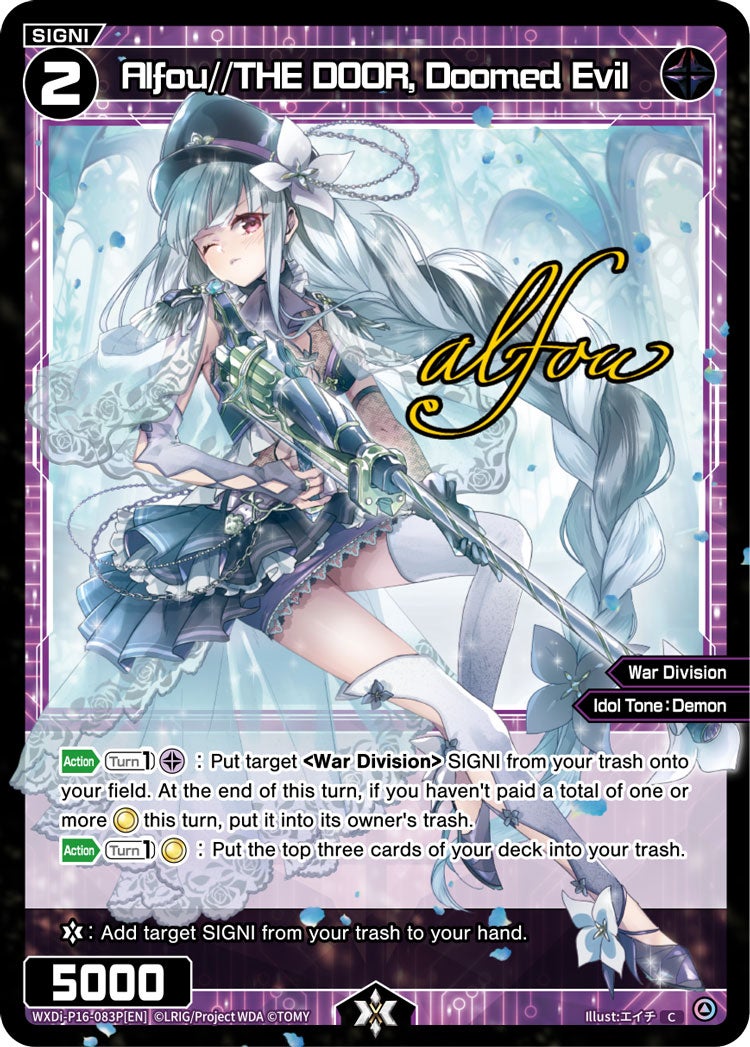 SIGNI
2
Alfou//THE DOOR, Doomed Evil
alfou
War Division
Idol Tone:Demon
Action Turn 1 : Put target <War Division> SIGNI from your trash onto
your field. At the end of this turn, if you haven't paid a total of one or
more this turn, put it into its owner's trash.
Action Turn 1 : Put the top three cards of your deck into your trash.
: Add target SIGNI from your trash to your hand.
5000
WXDi-P16-083P[EN] ©LRIG/Project WDA ©TOMY
Illust:エイチ C